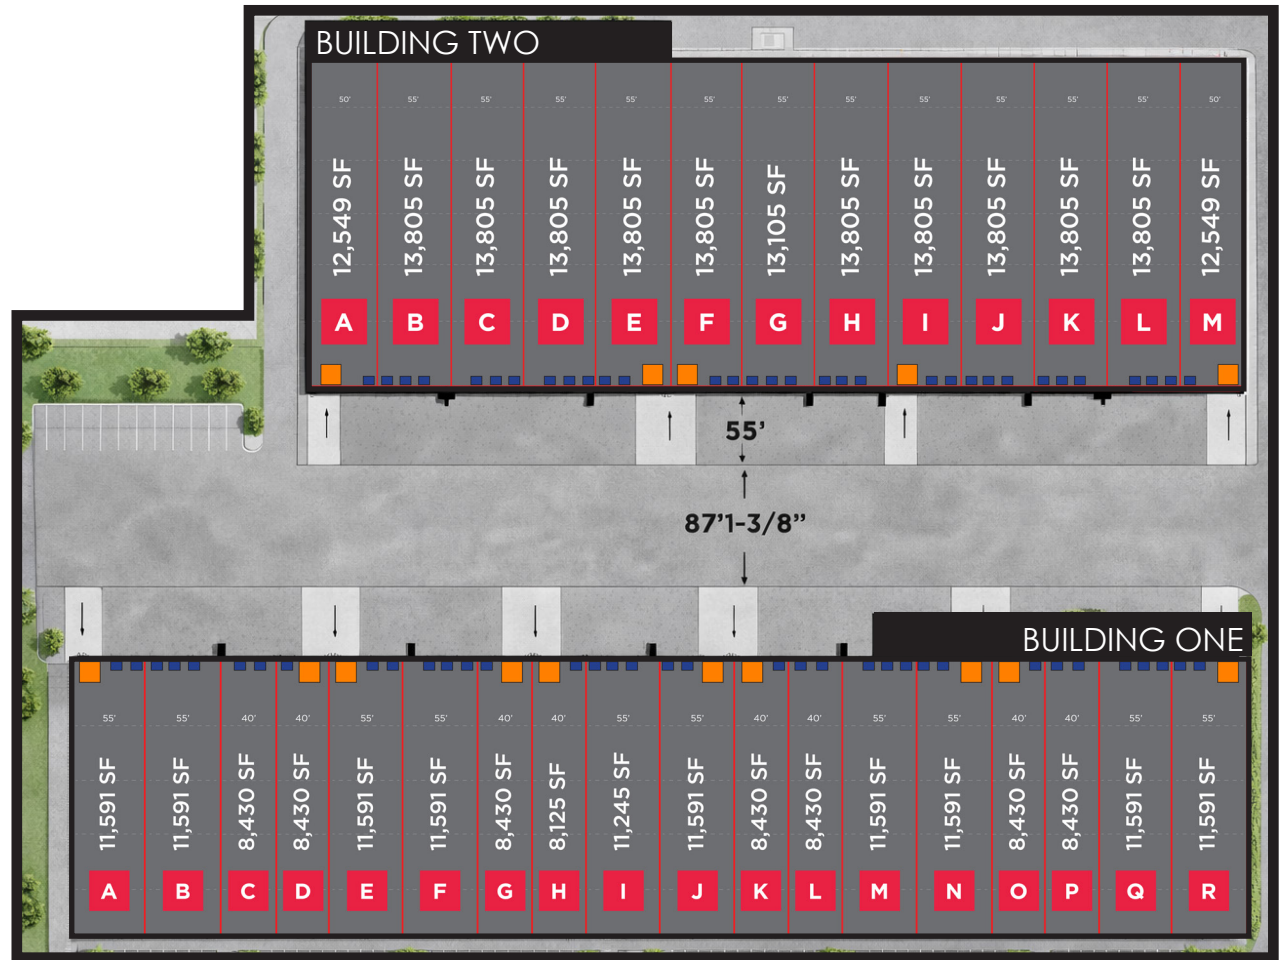 BUILDING TWO
50' 55' 55' 55' 55' 55' 55' 55' 55' 55' 55' 55' 50'
12,549 SF 13,805 SF 13,805 SF 13,805 SF 13,805 SF 13,805 SF 13,105 SF 13,805 SF 13,805 SF 13,805 SF 13,805 SF 13,805 SF 12,549 SF
A B C D E F G H I J K L M
55'
87'1-3/8"
BUILDING ONE
55' 55' 40' 40' 55' 55' 40' 40' 55' 55' 40' 40' 55' 55' 40' 40' 55' 55'
11,591 SF 11,591 SF 8,430 SF 8,430 SF 11,591 SF 11,591 SF 8,430 SF 8,125 SF 11,245 SF 11,591 SF 8,430 SF 8,430 SF 11,591 SF 11,591 SF 8,430 SF 8,430 SF 11,591 SF 11,591 SF
A B C D E F G H I J K L M N O P Q R